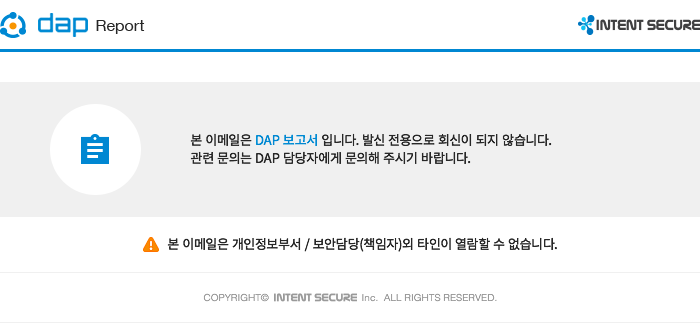 dap Report
INTENT SECURE
본 이메일은 DAP 보고서 입니다. 발신 전용으로 회신이 되지 않습니다.
관련 문의는 DAP 담당자에게 문의해 주시기 바랍니다.
본 이메일은 개인정보부서 / 보안담당(책임자)외 타인이 열람할 수 없습니다.
COPYRIGHT© INTENT SECURE Inc. ALL RIGHTS RESERVED.